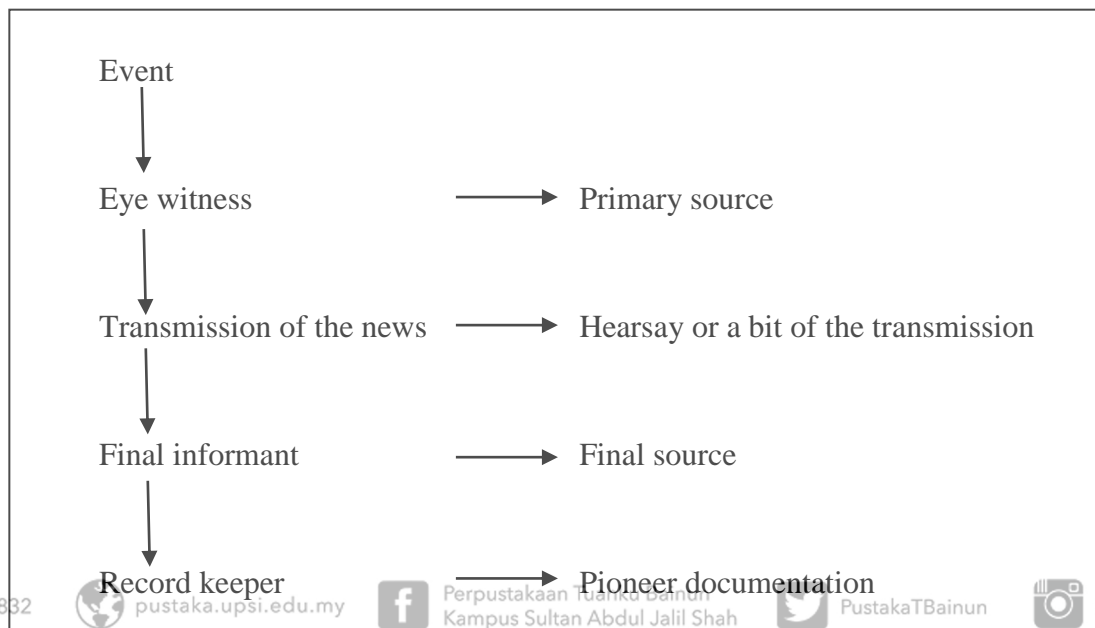 Event
Eye witness Primary source
Transmission of the news Hearsay or a bit of the transmission
Final informant Final source
Record keeper Pioneer documentation
832 pustaka.upsi.edu.my f Perpustakaan Tuanku Bainun PustakaTBainun
Kampus Sultan Abdul Jalil Shah